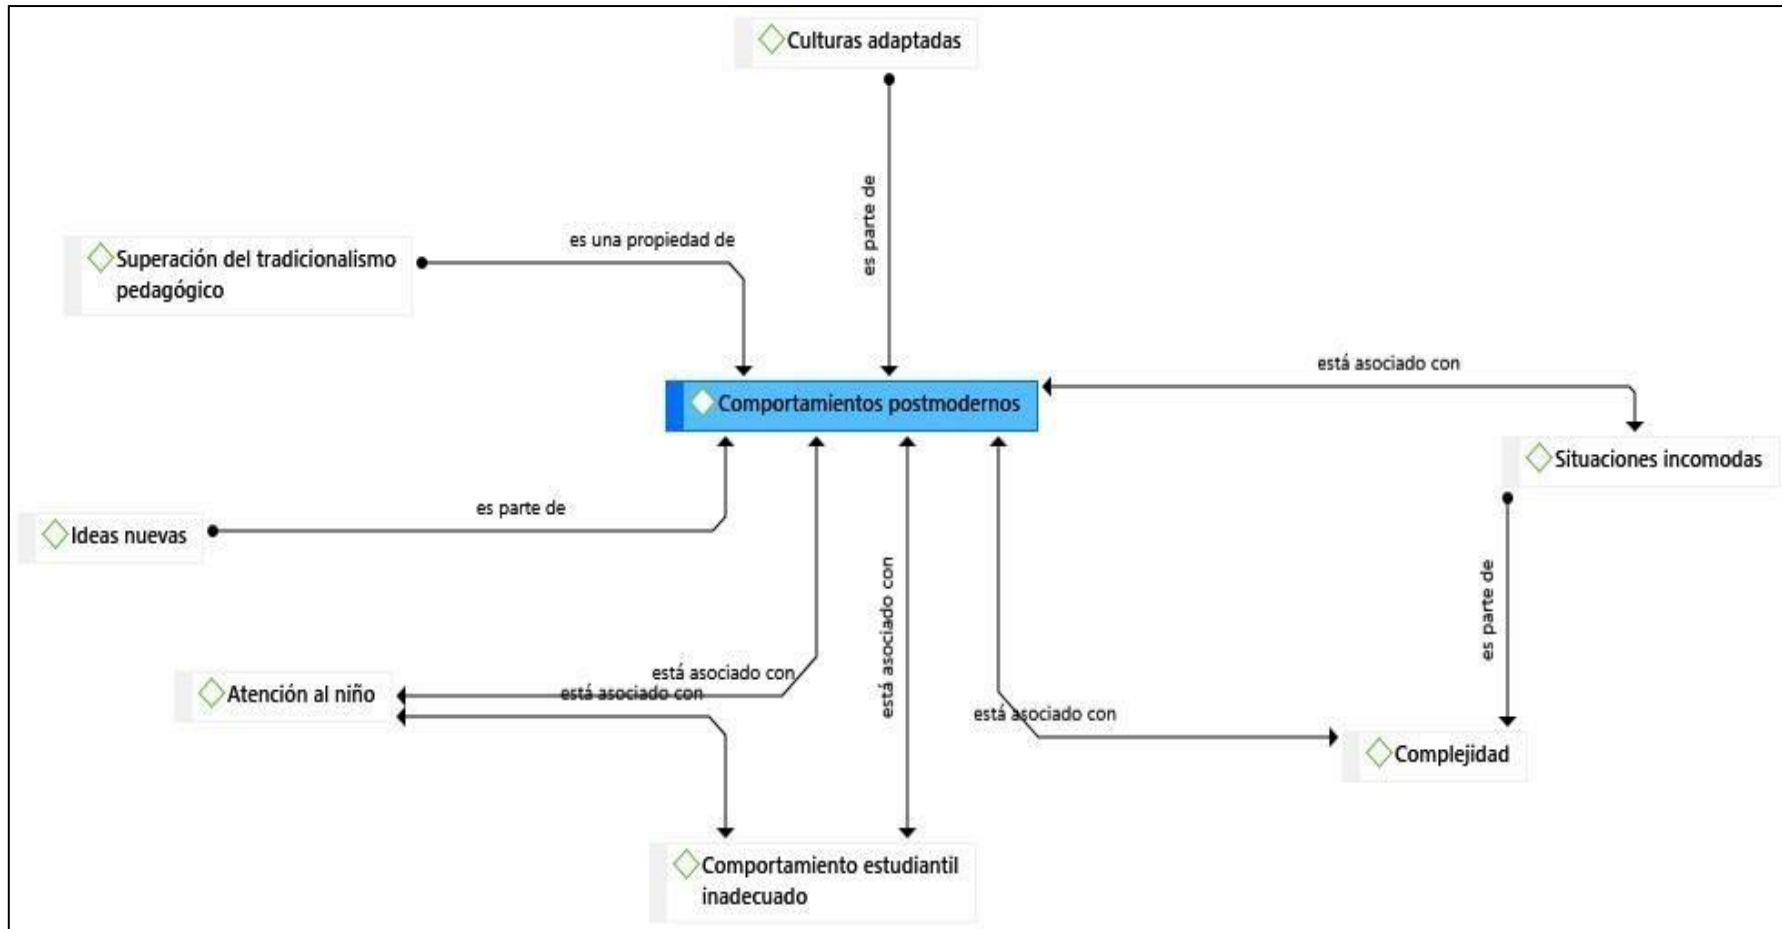 Culturas adaptadas
es parte de
es una propiedad de
Superación del tradicionalismo
pedagógico
está asociado con
Comportamientos postmodernos
Situaciones incomodas
es parte de
Ideas nuevas
es parte de
está asociado con
está asociado con
está asociado con
Atención al niño
está asociado con
Complejidad
Comportamiento estudiantil
inadecuado